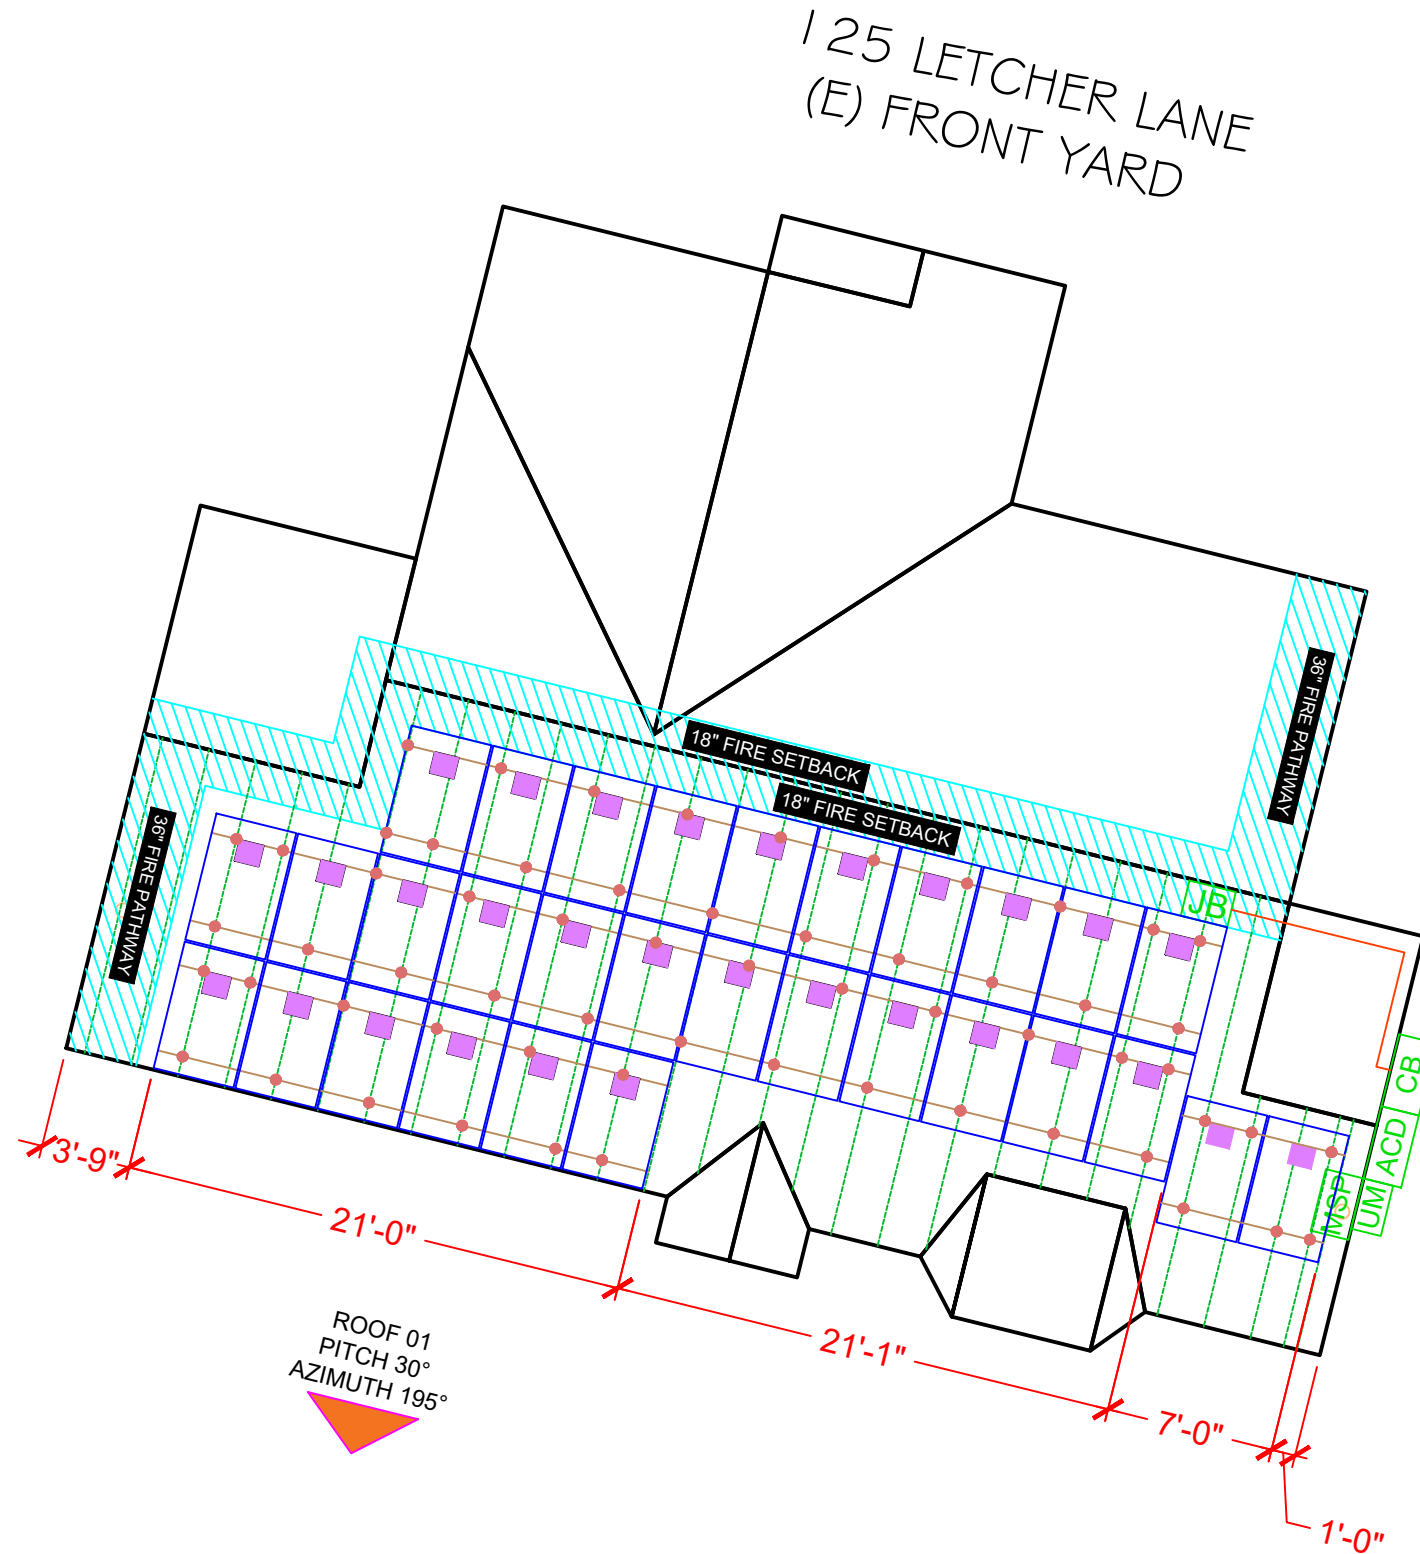 125 LETCHER LANE
(E) FRONT YARD
36" FIRE PATHWAY
18" FIRE SETBACK
18" FIRE SETBACK
36" FIRE PATHWAY
JB
CB
ACD
MSP
UM
3'-9"
21'-0"
21'-1"
7'-0"
1'-0"
ROOF 01
PITCH 30°
AZIMUTH 195°